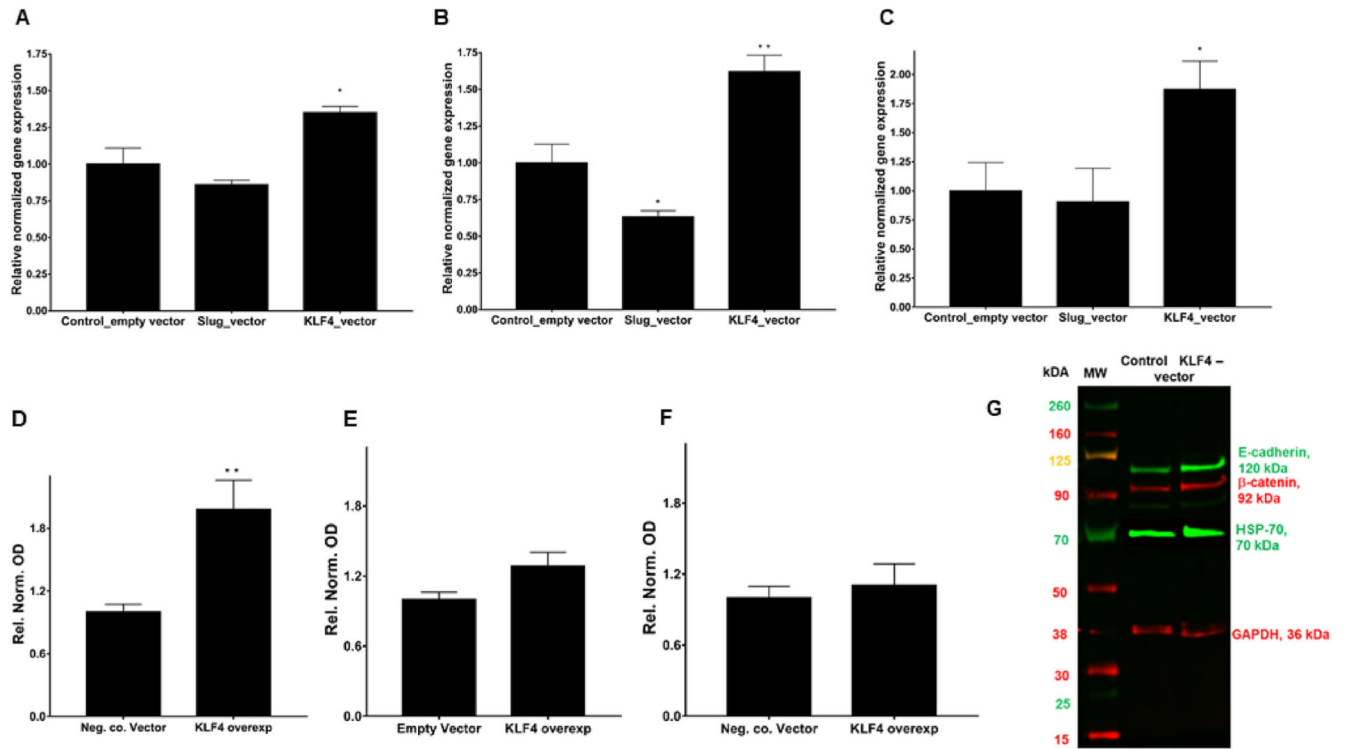 A
Relative normalized gene expression
1.75
1.50
1.25
1.00
0.75
0.50
0.25
0.00
*
Control_empty vector
Slug_vector
KLF4_vector
B
Relative normalized gene expression
1.75
1.50
1.25
1.00
0.75
0.50
0.25
0.00
*
* *
Control_empty vector
Slug_vector
KLF4_vector
C
Relative normalized gene expression
2.00
1.75
1.50
1.25
1.00
0.75
0.50
0.25
0.00
*
Control_empty vector
Slug_vector
KLF4_vector
D
Rel. Norm. OD
1.8
1.2
0.6
0.0
* *
Neg. co. Vector
KLF4 overexp
E
Rel. Norm. OD
1.8
1.2
0.6
0.0
Empty Vector
KLF4 overexp
F
Rel. Norm. OD
1.8
1.2
0.6
0.0
Neg. co. Vector
KLF4 overexp
G
kDA
MW
Control KLF4 –
vector
260
160
125
90
70
50
38
30
25
15
E-cadherin,
120 kDa
β-catenin,
92 kDa
HSP-70,
70 kDa
GAPDH, 36 kDa